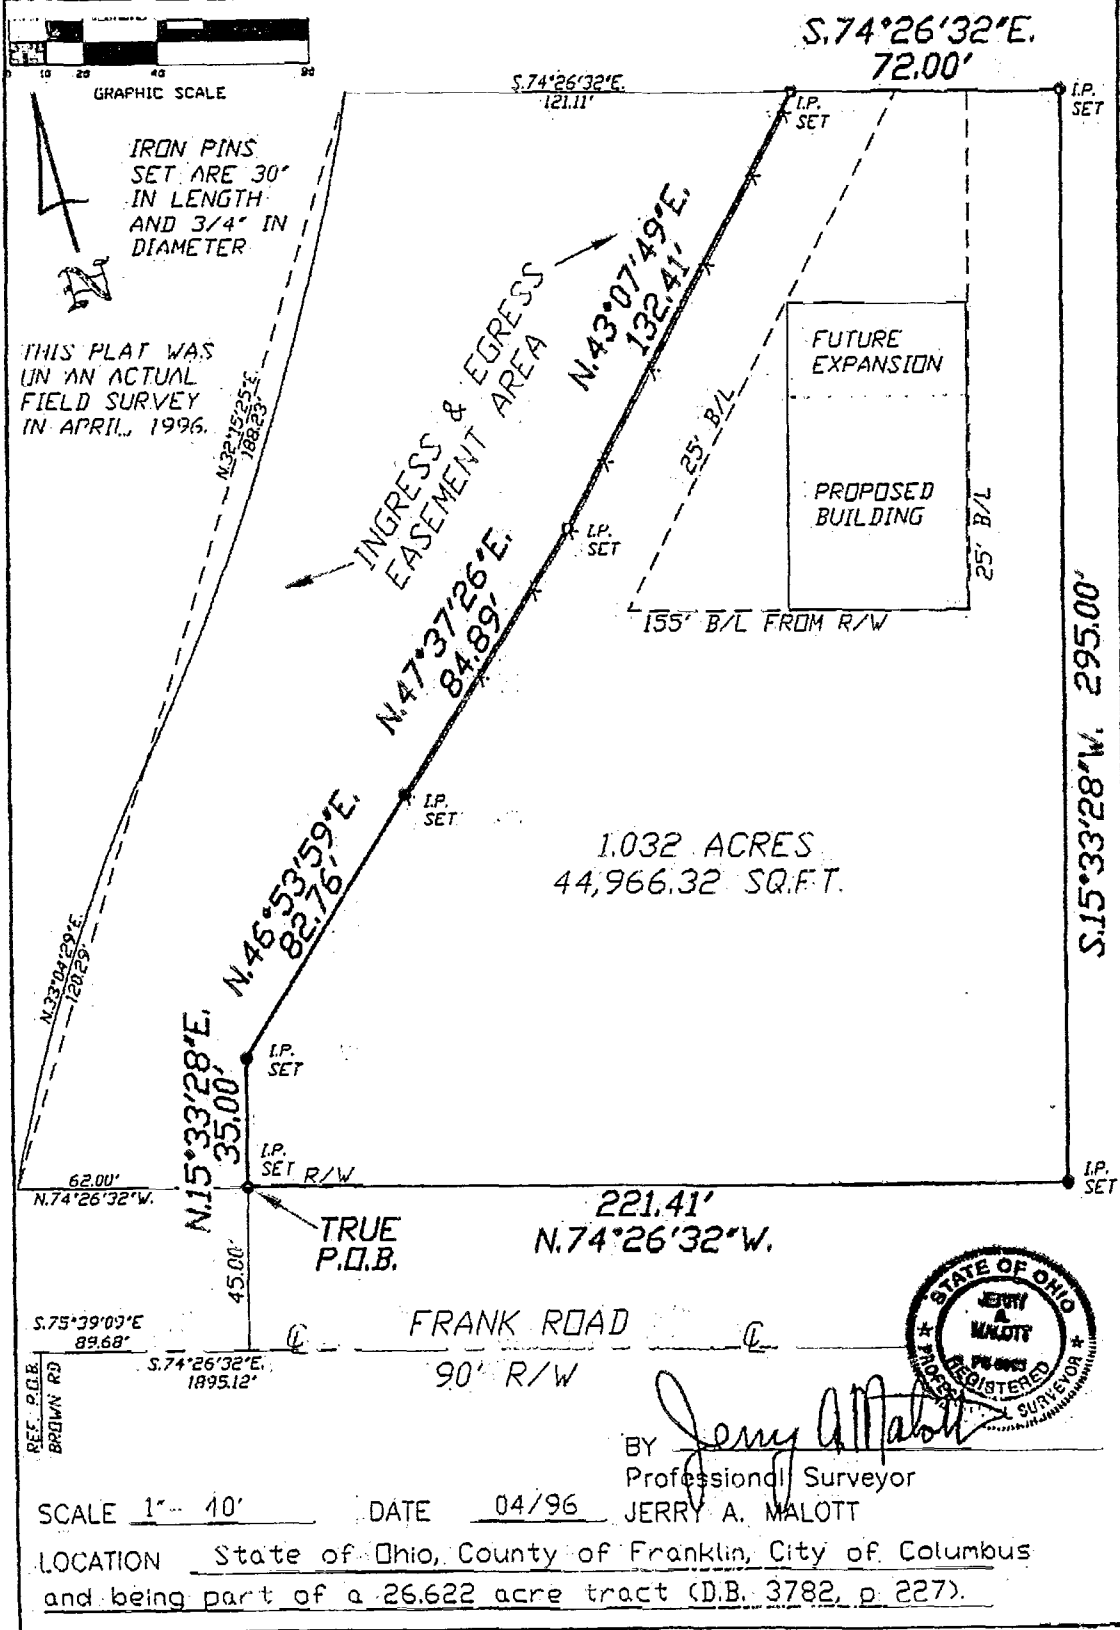 S.74°26'32"E.
72.00'
0 10 20 40
GRAPHIC SCALE
S.74°26'32"E.
121.11'
I.P.
SET
I.P.
SET
IRON PINS
SET ARE 30"
IN LENGTH
AND 3/4" IN
DIAMETER
N
THIS PLAT WAS
ON AN ACTUAL
FIELD SURVEY
IN APRIL, 1996.
N.32°15'25"E.
188.23'
INGRESS & EGRESS
EASEMENT AREA
N.43°07'49"E.
132.41'
FUTURE
EXPANSION
25' B/L
PROPOSED
BUILDING
25' B/L
I.P.
SET
155' B/L FROM R/W
N.47°37'26"E.
84.89'
S.15°33'28"W. 295.00'
I.P.
SET
1.032 ACRES
44,966.32 SQ.FT.
N.46°53'59"E.
82.76'
N.33°04'29"E.
120.29'
I.P.
SET
N.15°33'28"E.
35.00'
I.P.
SET R/W
I.P.
SET
62.00'
N.74°26'32"W.
221.41'
N.74°26'32"W.
TRUE
P.O.B.
45.00'
STATE OF OHIO
JERRY
A.
MALOTT
REGISTERED
PROFESSIONAL SURVEYOR
S.75°39'09"E
89.68"
FRANK ROAD
S.74°26'32"E.
1895.12"
90' R/W
REF. P.O.B.
BROWN RD
BY Jerry A Malott
Professional Surveyor
SCALE 1"- 40' DATE 04/96 JERRY A. MALOTT
LOCATION State of Ohio, County of Franklin, City of Columbus
and being part of a 26.622 acre tract (D.B. 3782, p 227).